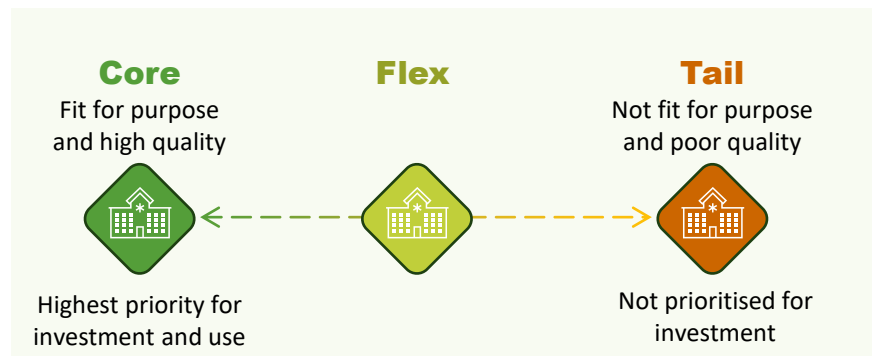 Core
Fit for purpose
and high quality
Highest priority for
investment and use
Flex
Tail
Not fit for purpose
and poor quality
Not prioritised for
investment